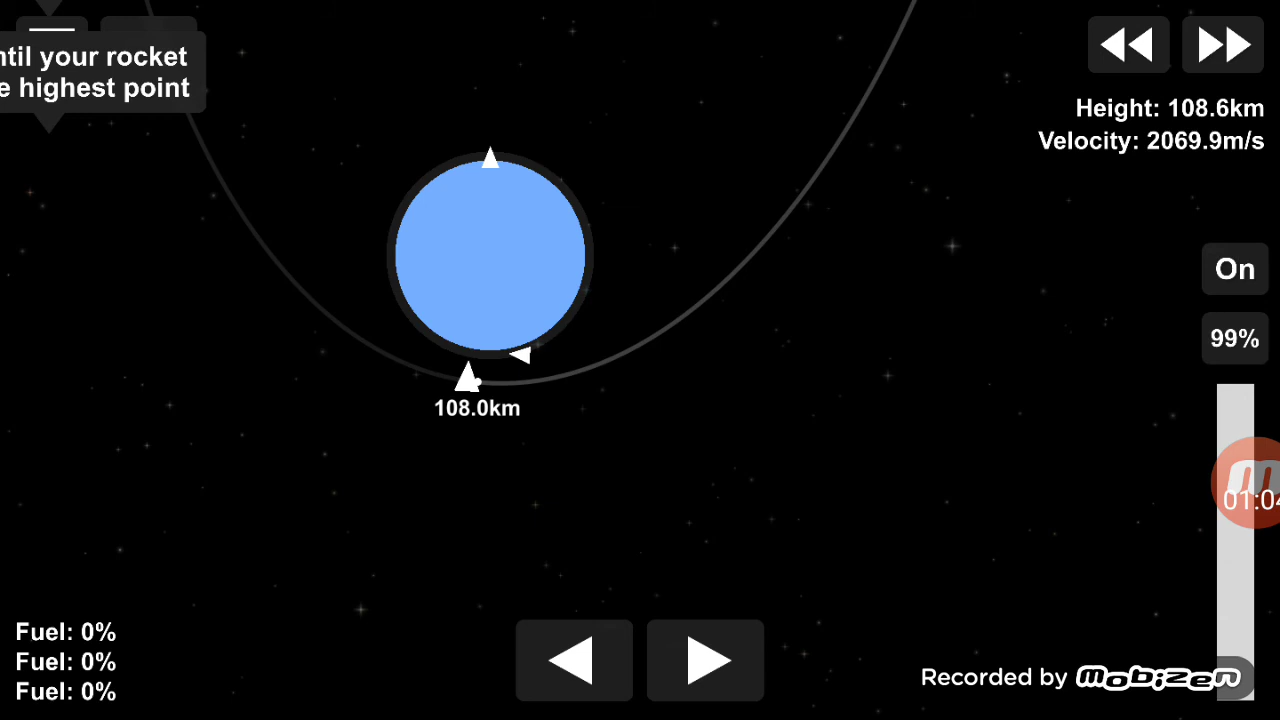 ntil your rocket
e highest point
Height: 108.6km
Velocity: 2069.9m/s
On
99%
01:04
108.0km
Fuel: 0%
Fuel: 0%
Fuel: 0%
Recorded by mobizen